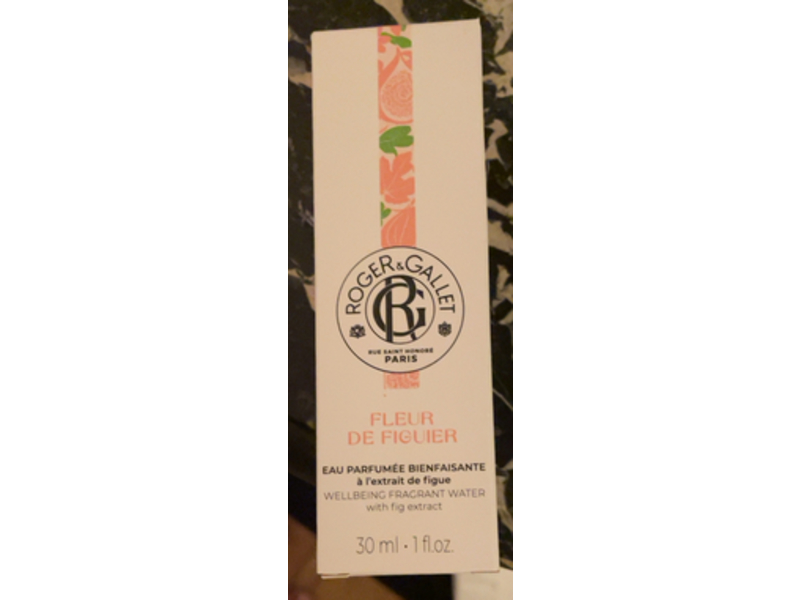 ROGER & GALLET
RG
RUE SAINT HONORÉ
PARIS
FLEUR
DE FIGUIER
EAU PARFUMÉE BIENFAISANTE
à l'extrait de figue
WELLBEING FRAGRANT WATER
with fig extract
30 ml • 1 fl.oz.